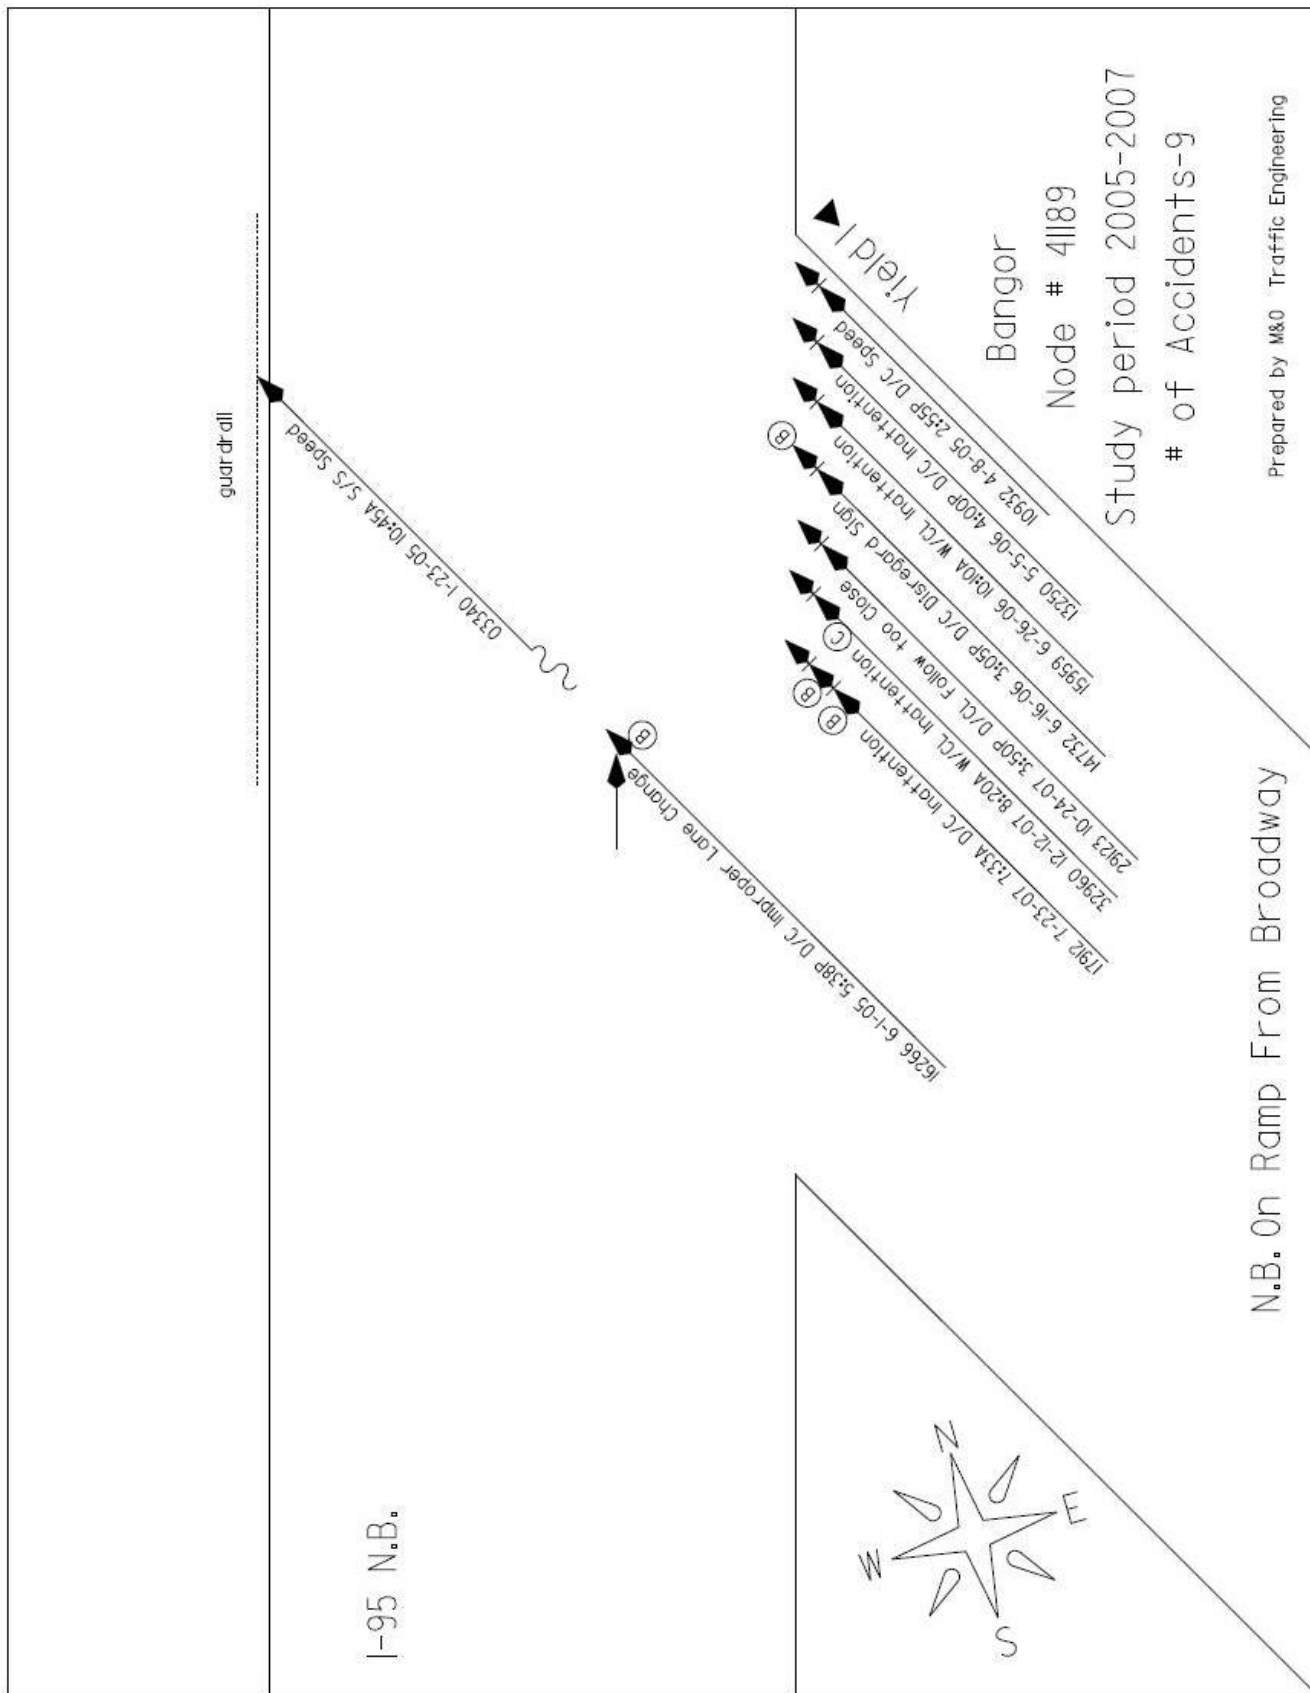 guardrail
03340 1-23-05 10:45A S/S Speed
I-95 N.B.
B
16266 6-1-05 5:38P D/C Improper Lane Change
B
B
17912 7-23-07 7:33A D/C Inattention
C
32960 12-12-07 8:20A W/CL Inattention
29123 10-24-07 3:50P D/CL Follow too Close
B
14732 6-16-06 3:05P D/C Disregard Sign
15959 6-26-06 10:10A W/CL Inattention
13250 5-5-06 4:00P D/C Inattention
10932 4-8-05 2:55P D/C Speed
Yield 1
Bangor
Node # 41189
Study period 2005-2007
# of Accidents-9
Prepared by M&O Traffic Engineering
N.B. On Ramp From Broadway
N
E
S
W